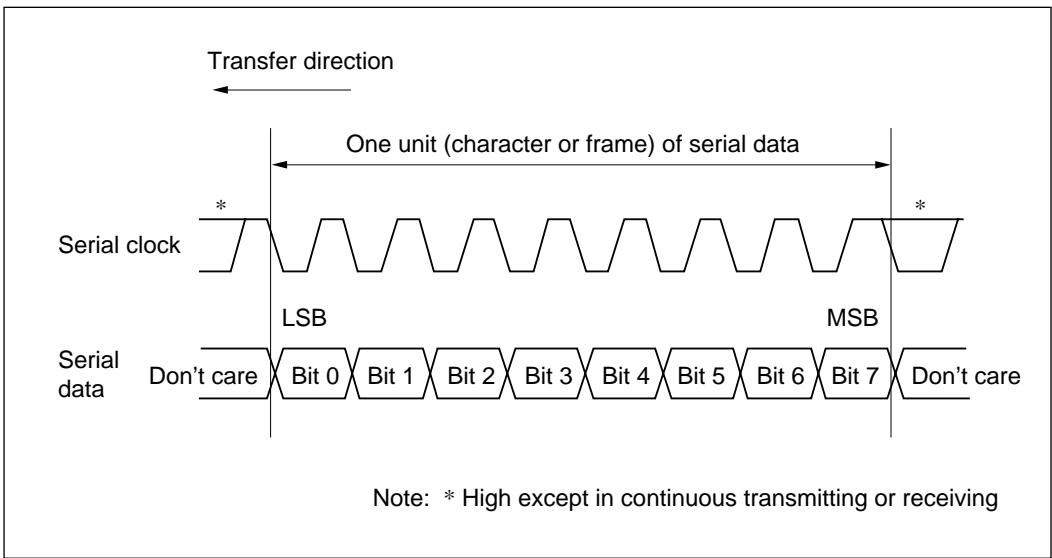 Transfer direction
One unit (character or frame) of serial data
* *
Serial clock
LSB MSB
Serial
data
Don't care Bit 0 Bit 1 Bit 2 Bit 3 Bit 4 Bit 5 Bit 6 Bit 7 Don't care
Note: * High except in continuous transmitting or receiving